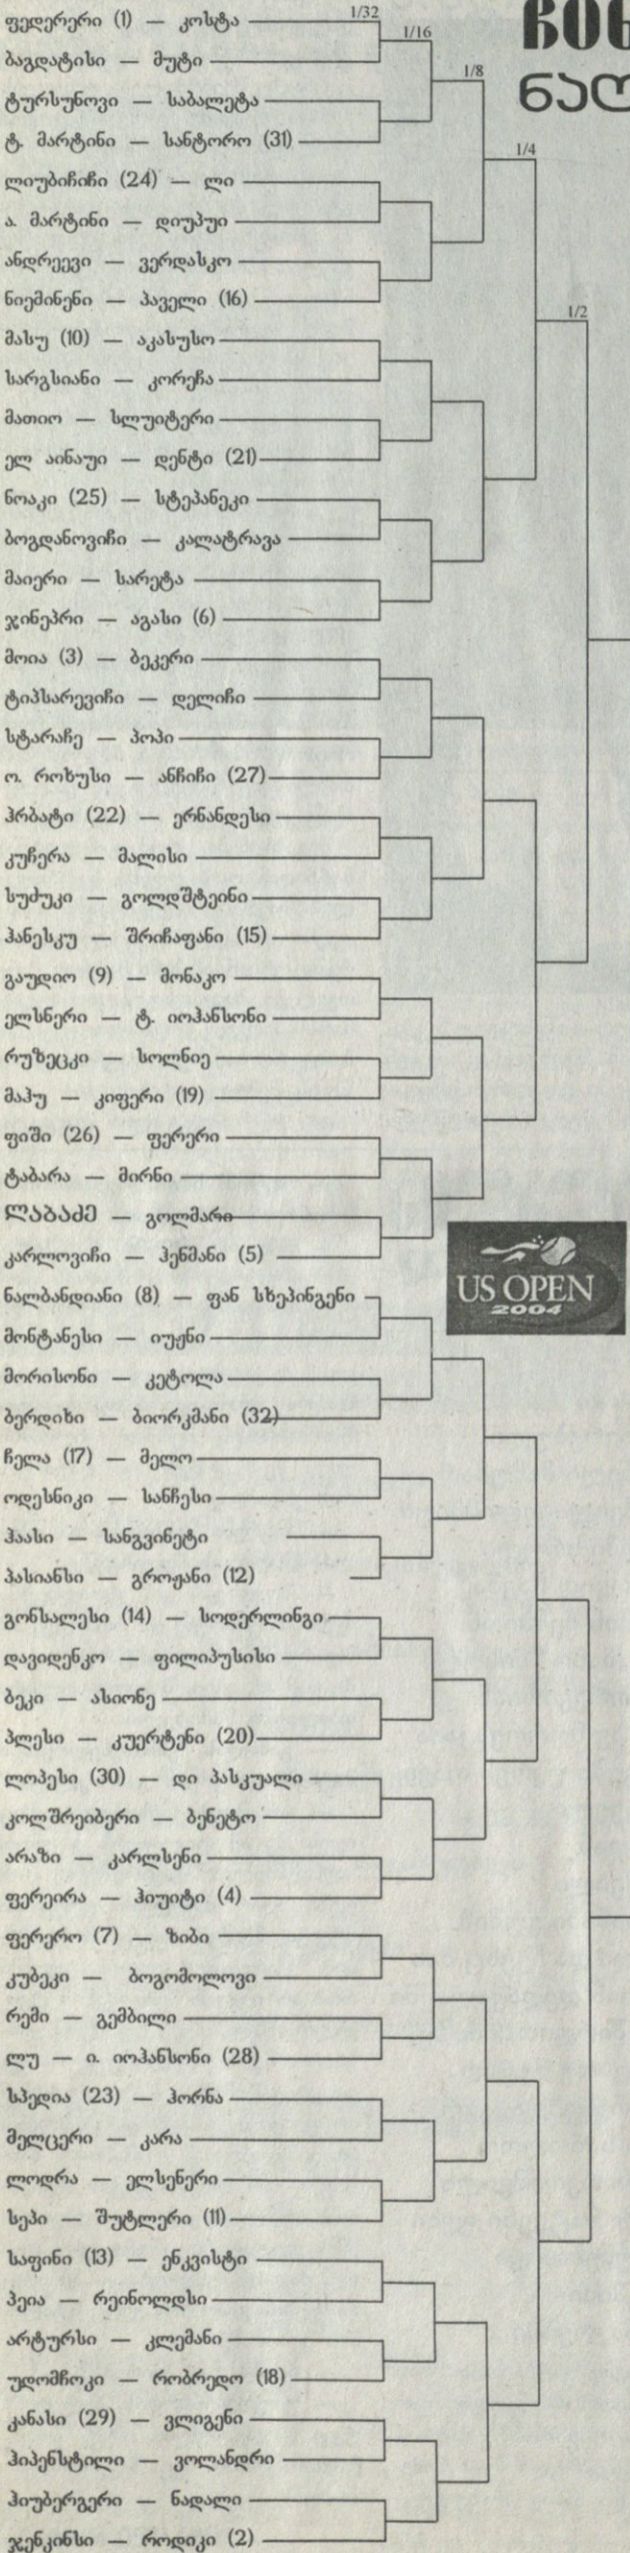 ფედერერი (1) — კოსტა
1/32
1/16
1/8
1/4
1/2
ბაგდატისი — მუტი
ტურსუნოვი — საბალეტა
ტ. მარტინი — სანტორო (31)
ლიუბიჩიჩი (24) — ლი
ა. მარტინი — დიუპუი
ანდრეევი — ვერდასკო
ნიემინენი — პაველი (16)
მასუ (10) — აკასუსო
სარგსიანი — კორეჩა
მათიო — სლუიტერი
ელ აინაუი — დენტი (21)
ნოაკი (25) — სტეპანეკი
ბოგდანოვიჩი — კალატრავა
მაიერი — სარეტა
ჯინეპრი — აგასი (6)
მოია (3) — ბეკერი
ტიპსარევიჩი — დელიჩი
სტარაჩე — პოპი
ო. როხუსი — ანჩიჩი (27)
ჰრბატი (22) — ერნანდესი
კუჩერა — მალისი
სუძუკი — გოლდშტეინი
ჰანესკუ — შრიჩაფანი (15)
გაუდიო (9) — მონაკო
ელსნერი — ტ. იოჰანსონი
რუზეცკი — სოლნიე
მაჰუ — კიფერი (19)
ფიში (26) — ფერერი
ტაბარა — მირნი
ლაბაძე — გოლმარი
კარლოვიჩი — ჰენმანი (5)
US OPEN
2004
ნალბანდიანი (8) — ფან სხეპინგენი
მონტანესი — იუჟნი
მორისონი — კეტოლა
ბერდიხი — ბიორკმანი (32)
ჩელა (17) — მელო
ოდესნიკი — სანჩესი
ჰაასი — სანგვინეტი
პასიანსი — გროჟანი (12)
გონსალესი (14) — სოდერლინგი
დავიდენკო — ფილიპუსისი
ბეკი — ასიონე
პლესი — კუერტენი (20)
ლოპესი (30) — დი პასკუალი
კოლშრეიბერი — ბენეტო
არაზი — კარლსენი
ფერეირა — ჰიუიტი (4)
ფერერო (7) — ზიბი
კუბეკი — ბოგომოლოვი
რემი — გემბილი
ლუ — ი. იოჰანსონი (28)
სპედია (23) — ჰორნა
მელცერი — კარა
ლოდრა — ელსენერი
სეპი — შუტლერი (11)
საფინი (13) — ენკვისტი
პეია — რეინოლდსი
არტურსი — კლემანი
უდომჩოკი — რობრედო (18)
კანასი (29) — ვლიგენი
ჰიპენსტილი — ვოლანდრი
ჰიუბერგერი — ნადალი
ჯენკინსი — როდიკი (2)